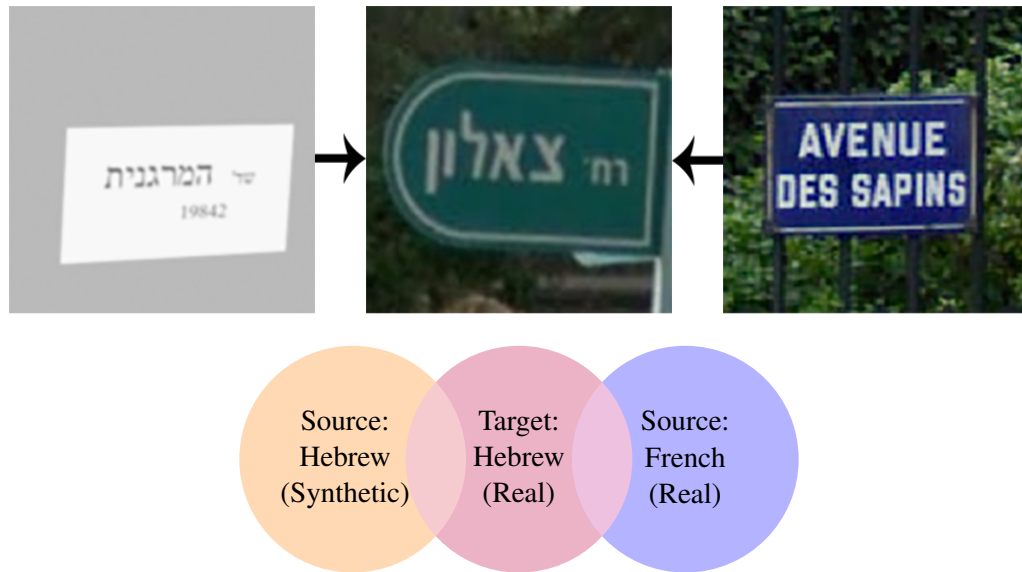 שד' המרגנית
19842
רח' צאלון
AVENUE
DES SAPINS
Source:
Hebrew
(Synthetic)
Target:
Hebrew
(Real)
Source:
French
(Real)